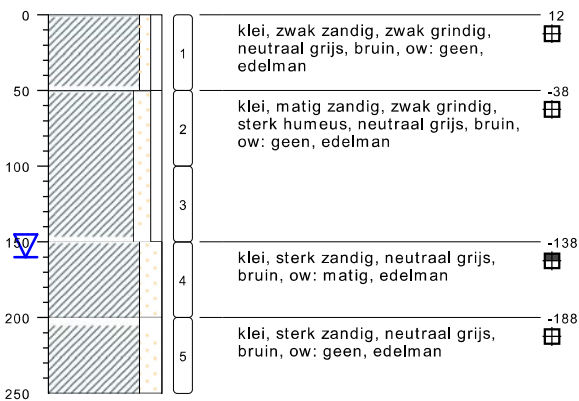 0
12
klei, zwak zandig, zwak grindig,
neutraal grijs, bruin, ow: geen,
edelman
1
50
-38
klei, matig zandig, zwak grindig,
sterk humeus, neutraal grijs, bruin,
ow: geen, edelman
2
100
3
150
-138
klei, sterk zandig, neutraal grijs,
bruin, ow: matig, edelman
4
200
-188
klei, sterk zandig, neutraal grijs,
bruin, ow: geen, edelman
5
250